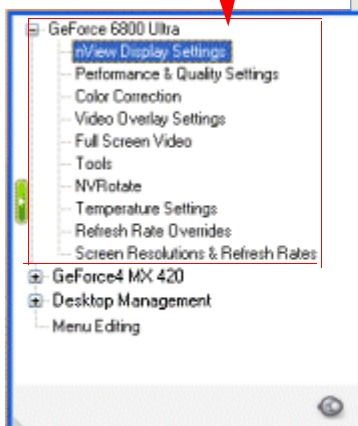 GeForce 6800 Ultra
nView Display Settings
Performance & Quality Settings
Color Correction
Video Overlay Settings
Full Screen Video
Tools
NVRotate
Temperature Settings
Refresh Rate Overrides
Screen Resolutions & Refresh Rates
GeForce4 MX 420
Desktop Management
Menu Editing